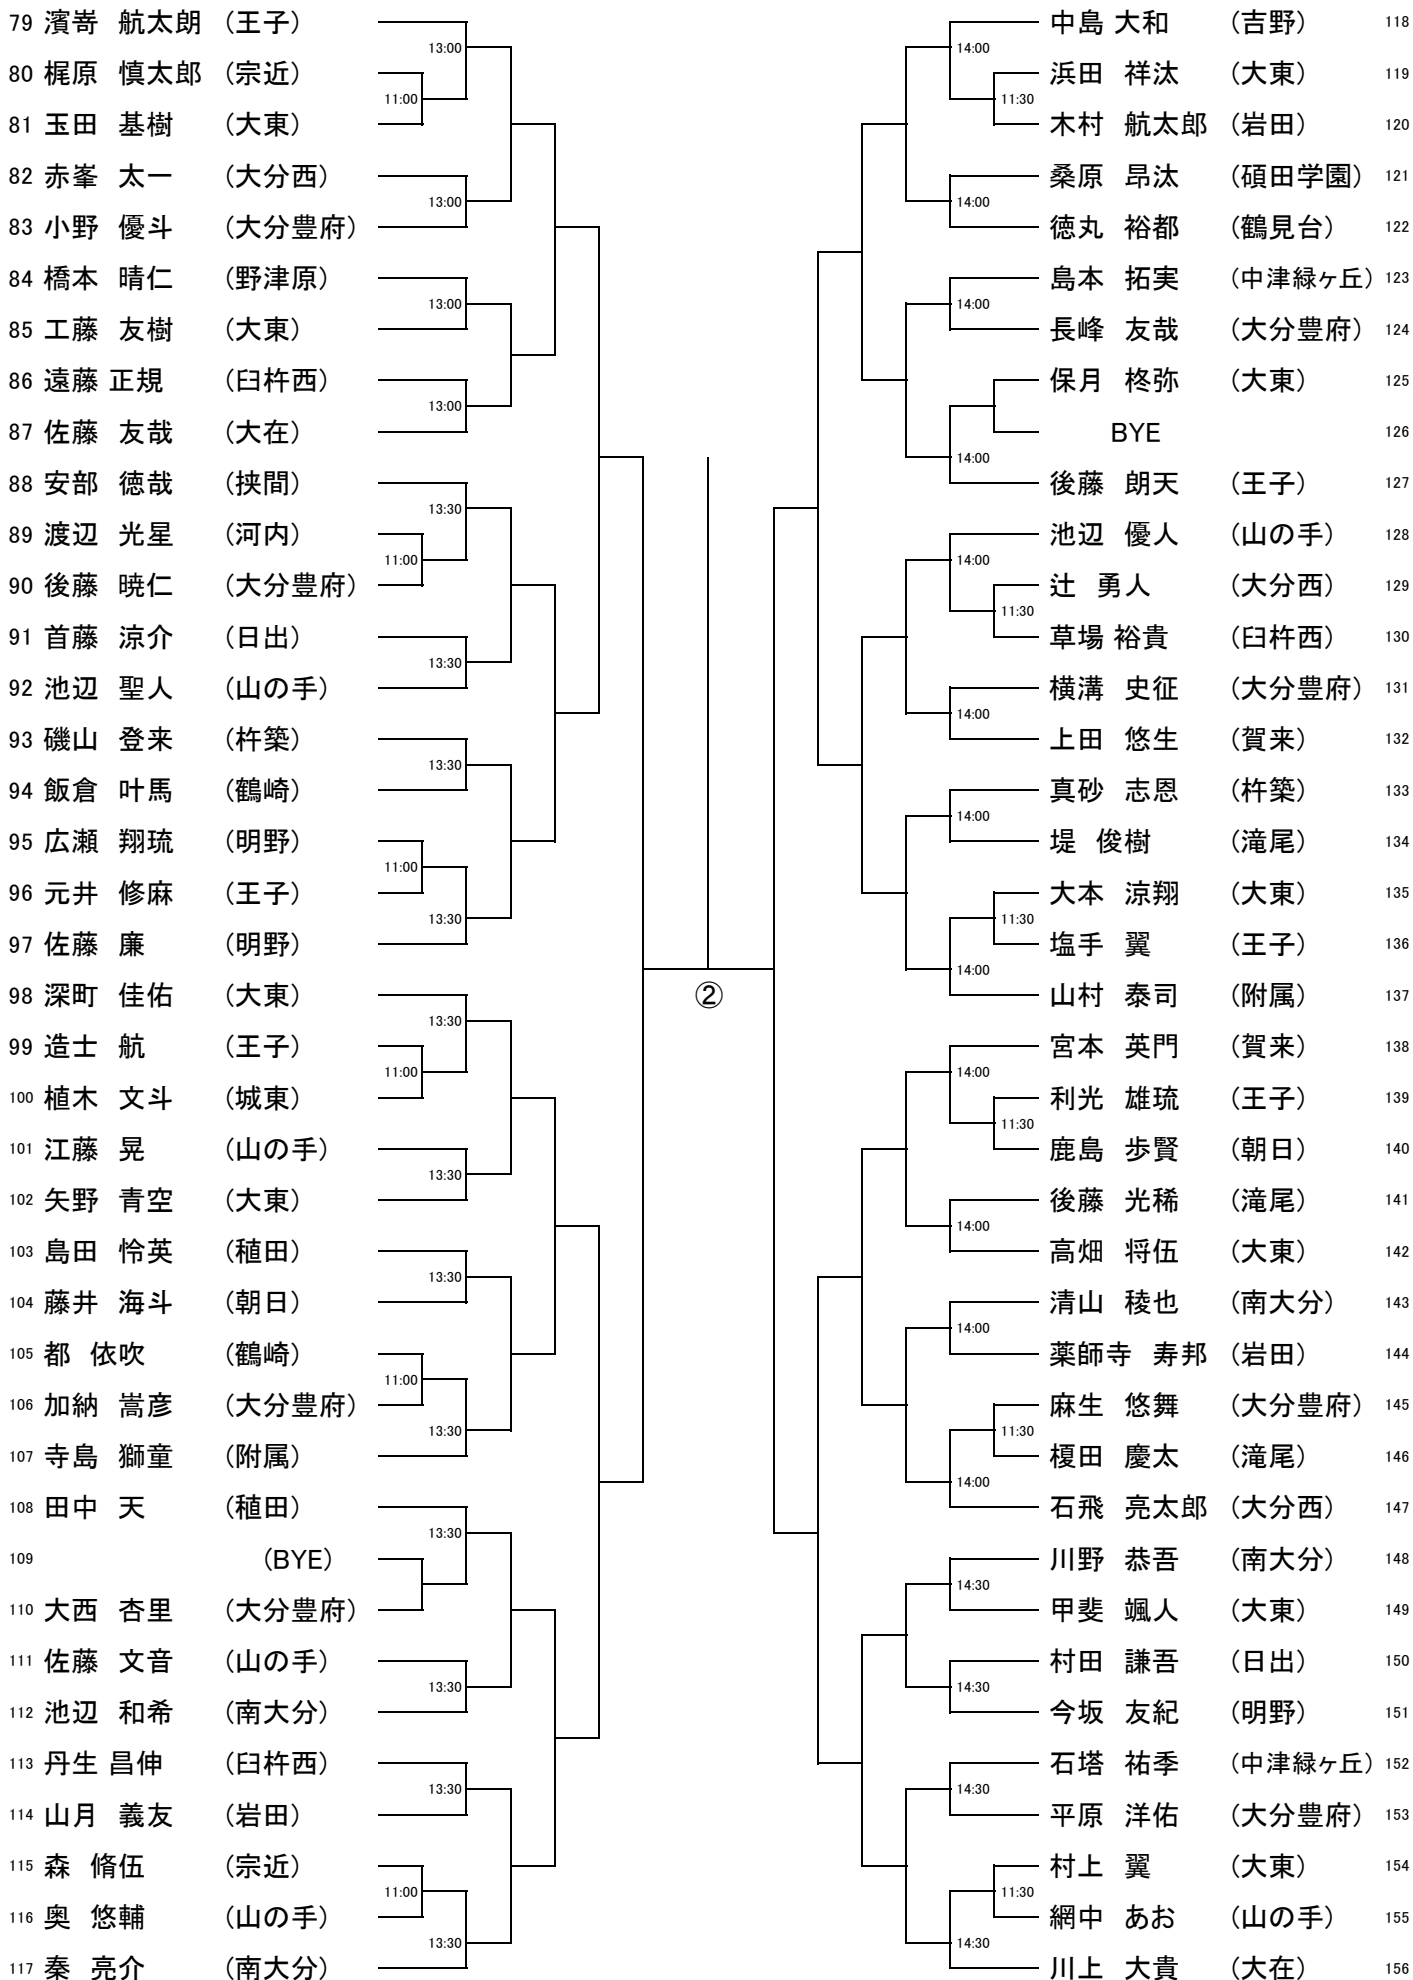 79 濱嵜 航太朗 (王子)
13:00
80 梶原 慎太郎 (宗近)
11:00
81 玉田 基樹 (大東)
82 赤峯 太一 (大分西)
13:00
83 小野 優斗 (大分豊府)
84 橋本 晴仁 (野津原)
13:00
85 工藤 友樹 (大東)
86 遠藤 正規 (臼杵西)
13:00
87 佐藤 友哉 (大在)
88 安部 徳哉 (挾間)
13:30
89 渡辺 光星 (河内)
11:00
90 後藤 暁仁 (大分豊府)
91 首藤 涼介 (日出)
13:30
92 池辺 聖人 (山の手)
93 磯山 登来 (杵築)
13:30
94 飯倉 叶馬 (鶴崎)
95 広瀬 翔琉 (明野)
11:00
96 元井 修麻 (王子)
13:30
97 佐藤 廉 (明野)
98 深町 佳佑 (大東)
13:30
99 造士 航 (王子)
11:00
100 植木 文斗 (城東)
101 江藤 晃 (山の手)
13:30
102 矢野 青空 (大東)
103 島田 怜英 (稙田)
13:30
104 藤井 海斗 (朝日)
105 都 依吹 (鶴崎)
11:00
106 加納 嵩彦 (大分豊府)
13:30
107 寺島 獅童 (附属)
108 田中 天 (稙田)
13:30
109 (BYE)
110 大西 杏里 (大分豊府)
111 佐藤 文音 (山の手)
13:30
112 池辺 和希 (南大分)
113 丹生 昌伸 (臼杵西)
13:30
114 山月 義友 (岩田)
115 森 脩伍 (宗近)
11:00
116 奥 悠輔 (山の手)
13:30
117 秦 亮介 (南大分)
②
中島 大和 (吉野) 118
14:00
浜田 祥汰 (大東) 119
11:30
木村 航太郎 (岩田) 120
桑原 昂汰 (碩田学園) 121
14:00
徳丸 裕都 (鶴見台) 122
島本 拓実 (中津緑ヶ丘) 123
14:00
長峰 友哉 (大分豊府) 124
保月 柊弥 (大東) 125
BYE 126
14:00
後藤 朗天 (王子) 127
池辺 優人 (山の手) 128
14:00
辻 勇人 (大分西) 129
11:30
草場 裕貴 (臼杵西) 130
横溝 史征 (大分豊府) 131
14:00
上田 悠生 (賀来) 132
真砂 志恩 (杵築) 133
14:00
堤 俊樹 (滝尾) 134
大本 涼翔 (大東) 135
11:30
塩手 翼 (王子) 136
14:00
山村 泰司 (附属) 137
宮本 英門 (賀来) 138
14:00
利光 雄琉 (王子) 139
11:30
鹿島 歩賢 (朝日) 140
後藤 光稀 (滝尾) 141
14:00
高畑 将伍 (大東) 142
清山 稜也 (南大分) 143
14:00
薬師寺 寿邦 (岩田) 144
麻生 悠舞 (大分豊府) 145
11:30
榎田 慶太 (滝尾) 146
14:00
石飛 亮太郎 (大分西) 147
川野 恭吾 (南大分) 148
14:30
甲斐 颯人 (大東) 149
村田 謙吾 (日出) 150
14:30
今坂 友紀 (明野) 151
石塔 祐季 (中津緑ヶ丘) 152
14:30
平原 洋佑 (大分豊府) 153
村上 翼 (大東) 154
11:30
網中 あお (山の手) 155
14:30
川上 大貴 (大在) 156